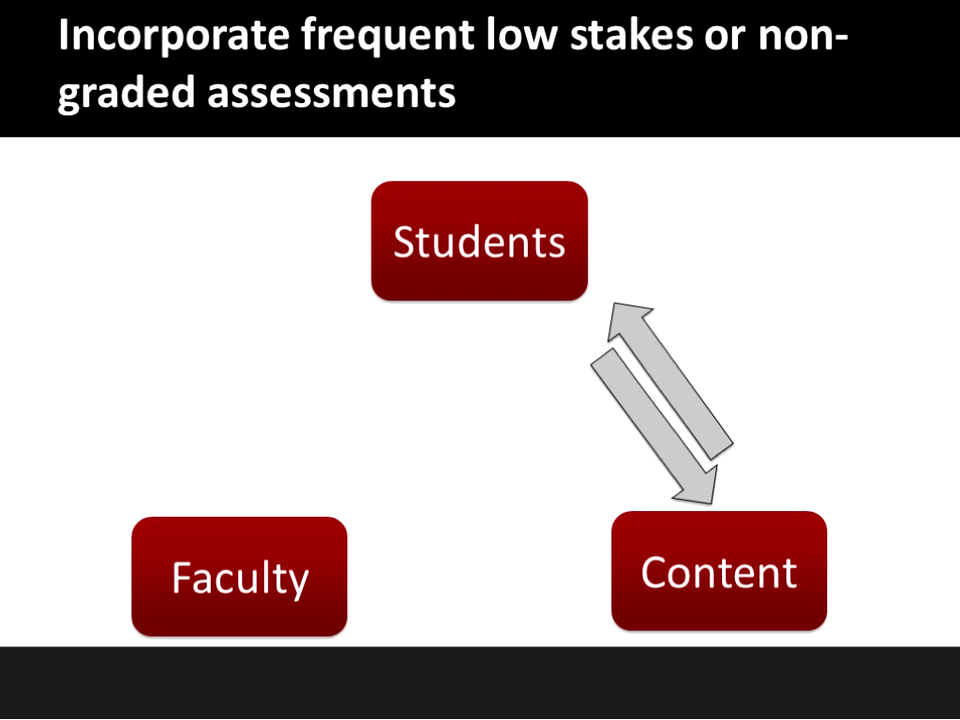 Incorporate frequent low stakes or non-
graded assessments
Students
Faculty
Content